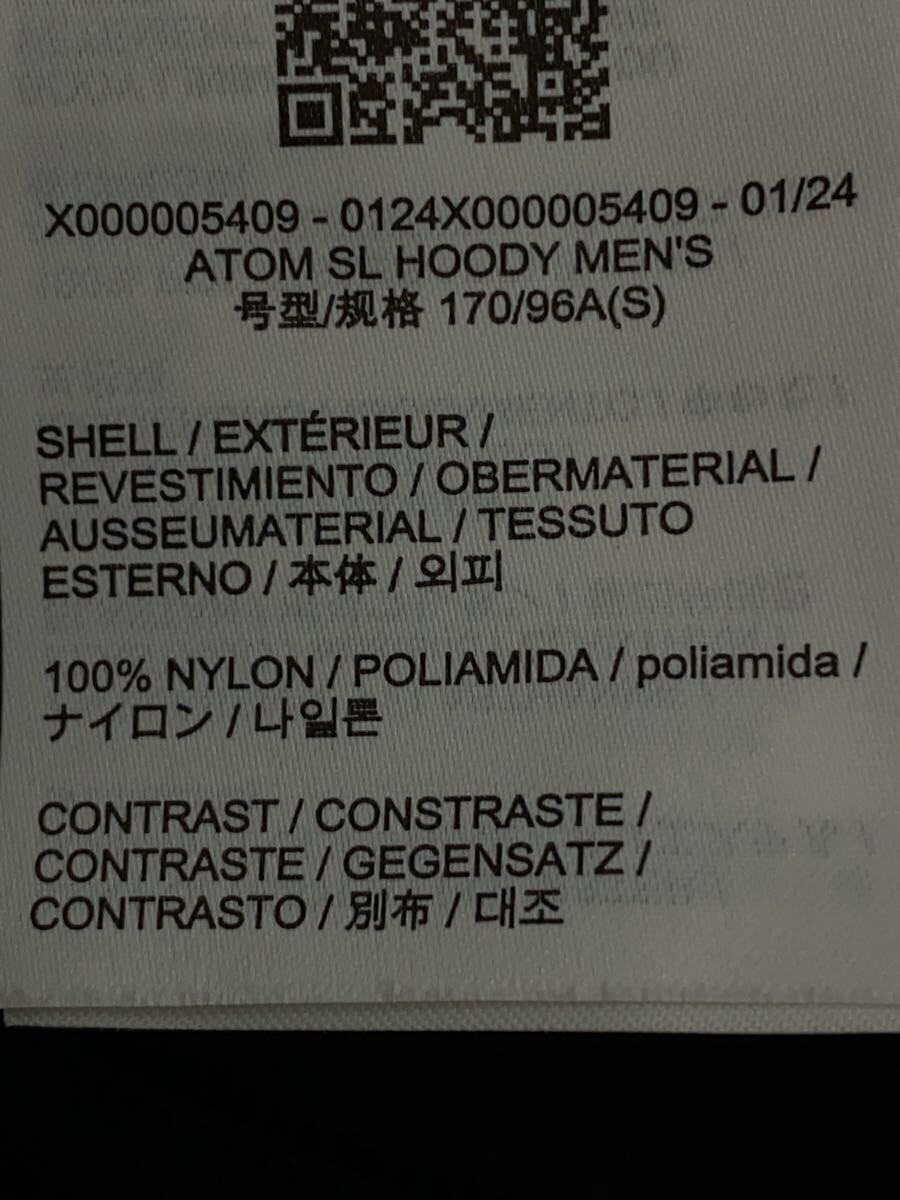 X000005409 - 0124X000005409 - 01/24
ATOM SL HOODY MEN'S
号型/规格 170/96A(S)
SHELL / EXTÉRIEUR /
REVESTIMIENTO / OBERMATERIAL /
AUSSEUMATERIAL / TESSUTO
ESTERNO / 本体 / 외피
100% NYLON / POLIAMIDA / poliamida /
ナイロン / 나일론
CONTRAST / CONSTRASTE /
CONTRASTE / GEGENSATZ /
CONTRASTO / 別布 / 대조